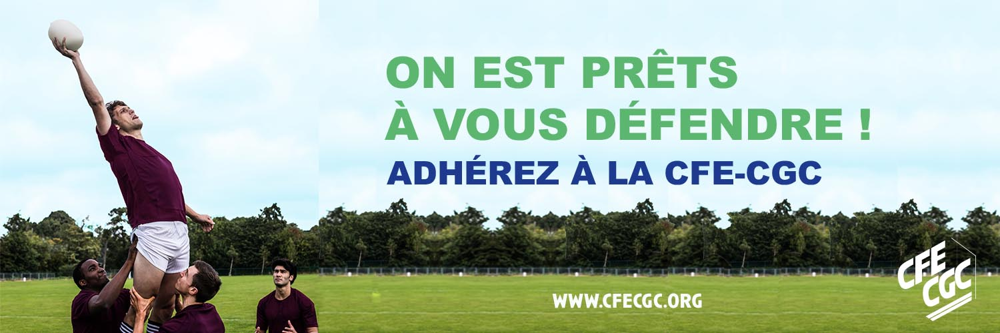 ON EST PRÊTS
À VOUS DÉFENDRE !
ADHÉREZ À LA CFE-CGC
WWW.CFECGC.ORG
CFE
CGC